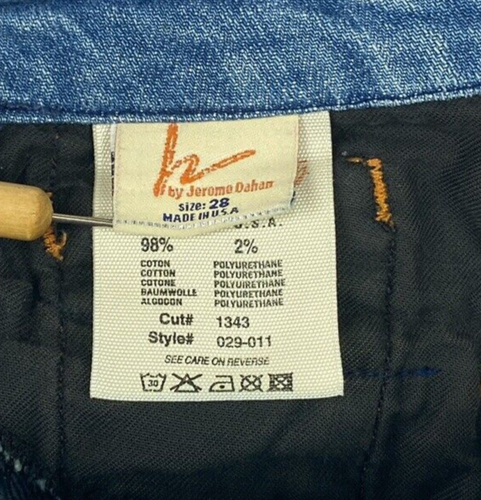 by Jerome Dahan
Size: 28
MADE IN U.S.A
U.S.A.
98% 2%
COTON POLYURETHANE
COTTON POLYURETHANE
COTONE POLYURETHANE
BAUMWOLLE POLYURETHANE
ALGODON POLYURETHANE
Cut# 1343
Style# 029-011
SEE CARE ON REVERSE
30